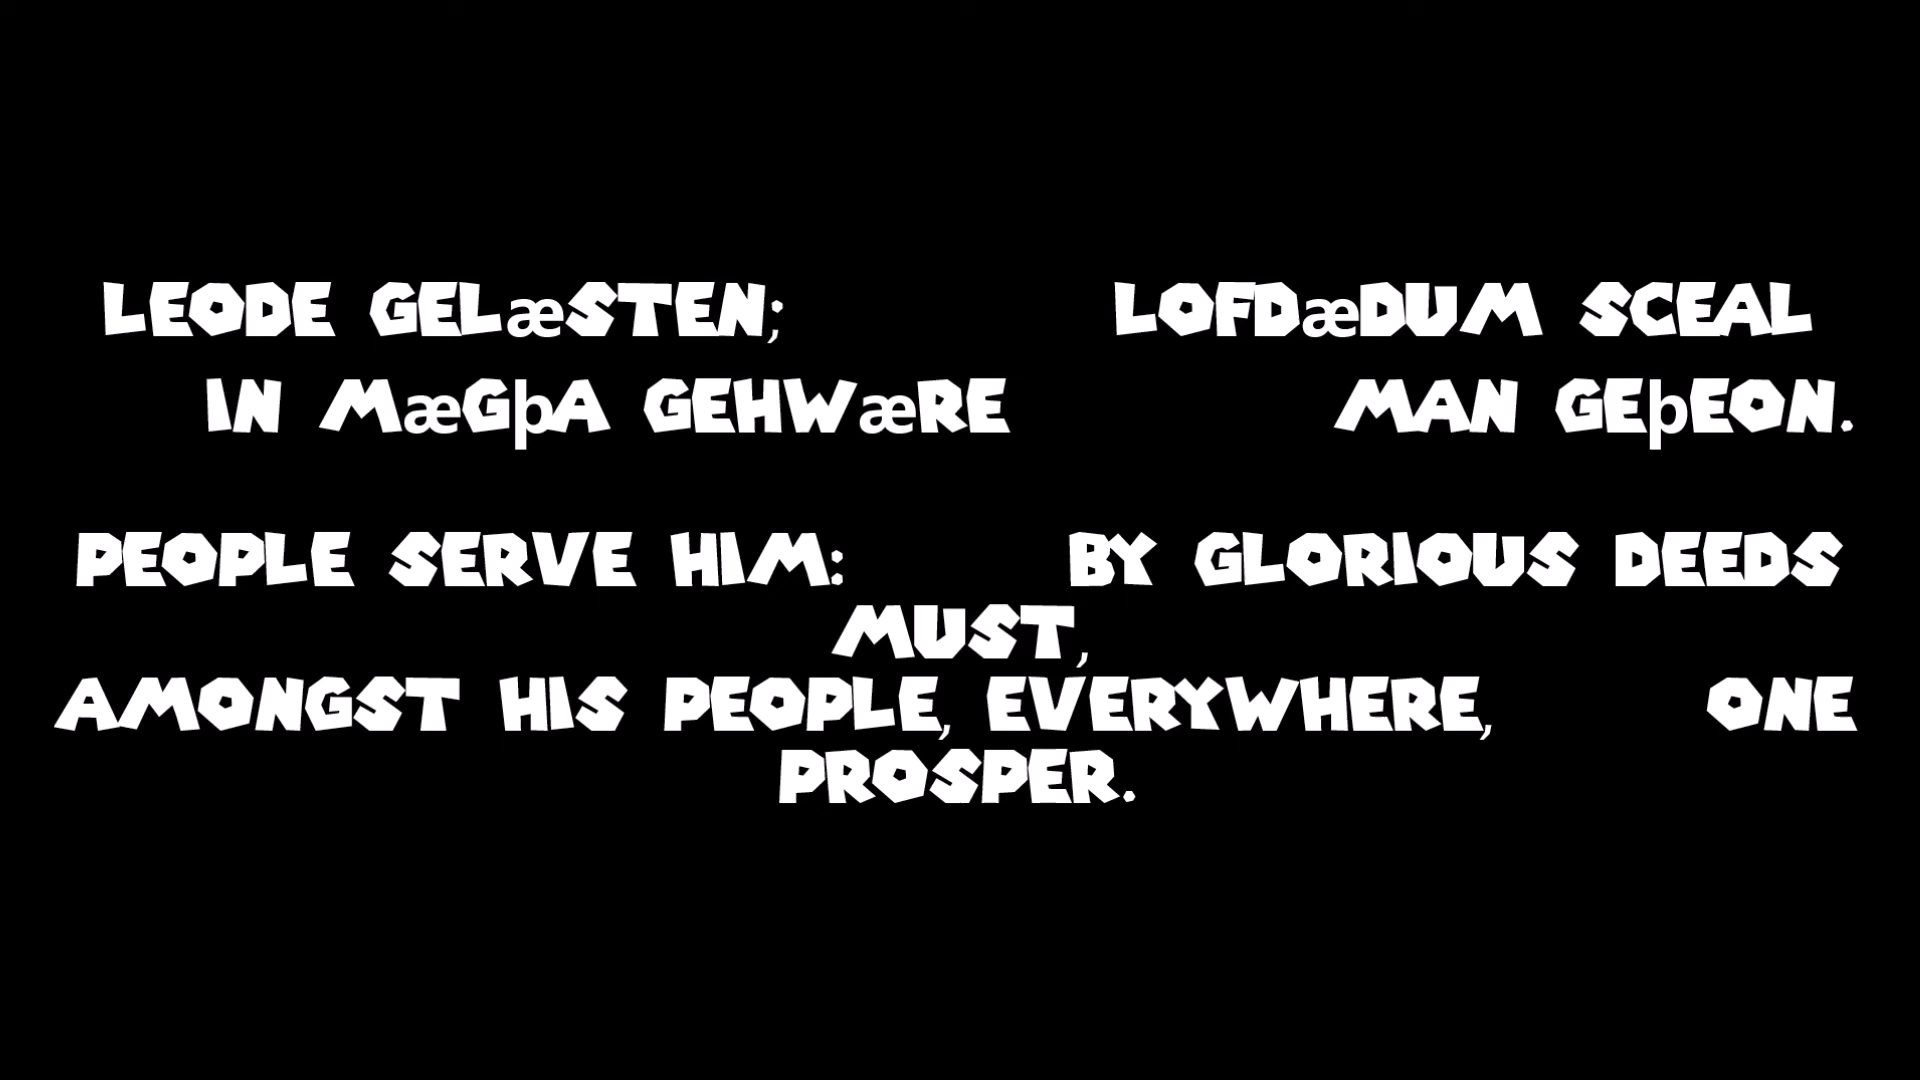 LEODE GELæSTEN; LOFDæDUM SCEAL
IN MæGþA GEHWæRE MAN GEþEON.
PEOPLE SERVE HIM: BY GLORIOUS DEEDS
MUST,
AMONGST HIS PEOPLE, EVERYWHERE, ONE
PROSPER.